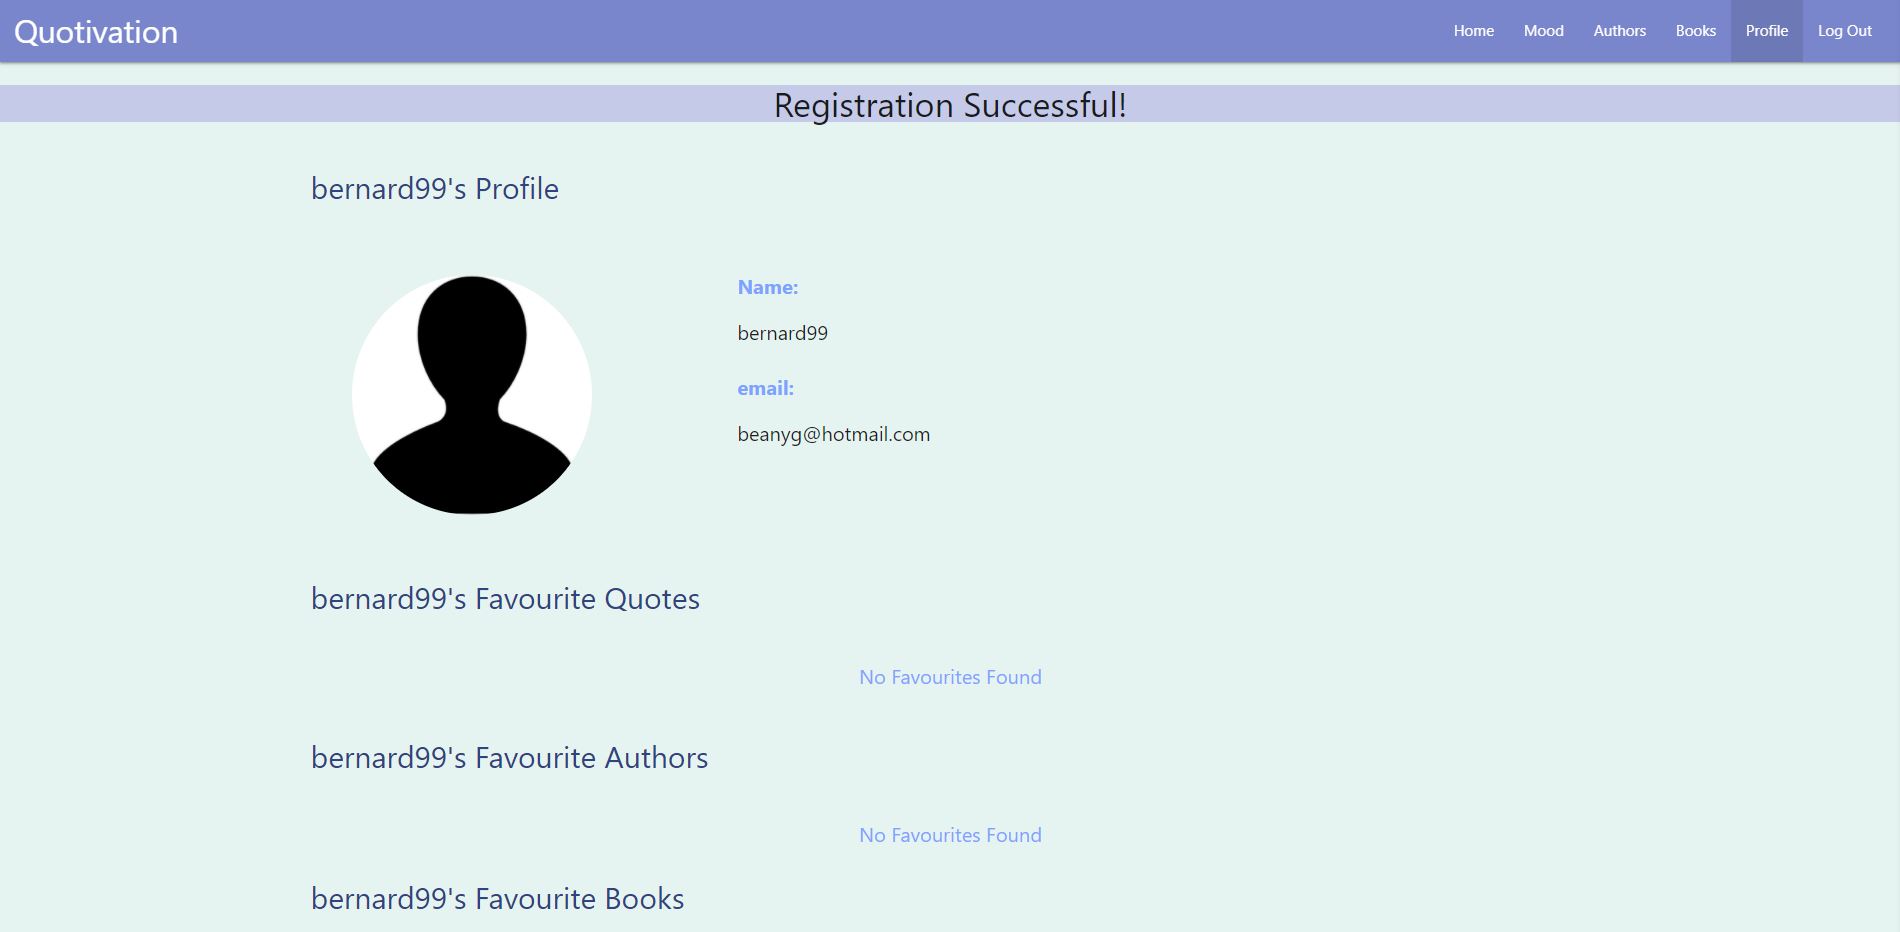 Quotivation
Home Mood Authors Books Profile Log Out
Registration Successful!
bernard99's Profile
Name:
bernard99
email:
beanyg@hotmail.com
bernard99's Favourite Quotes
No Favourites Found
bernard99's Favourite Authors
No Favourites Found
bernard99's Favourite Books